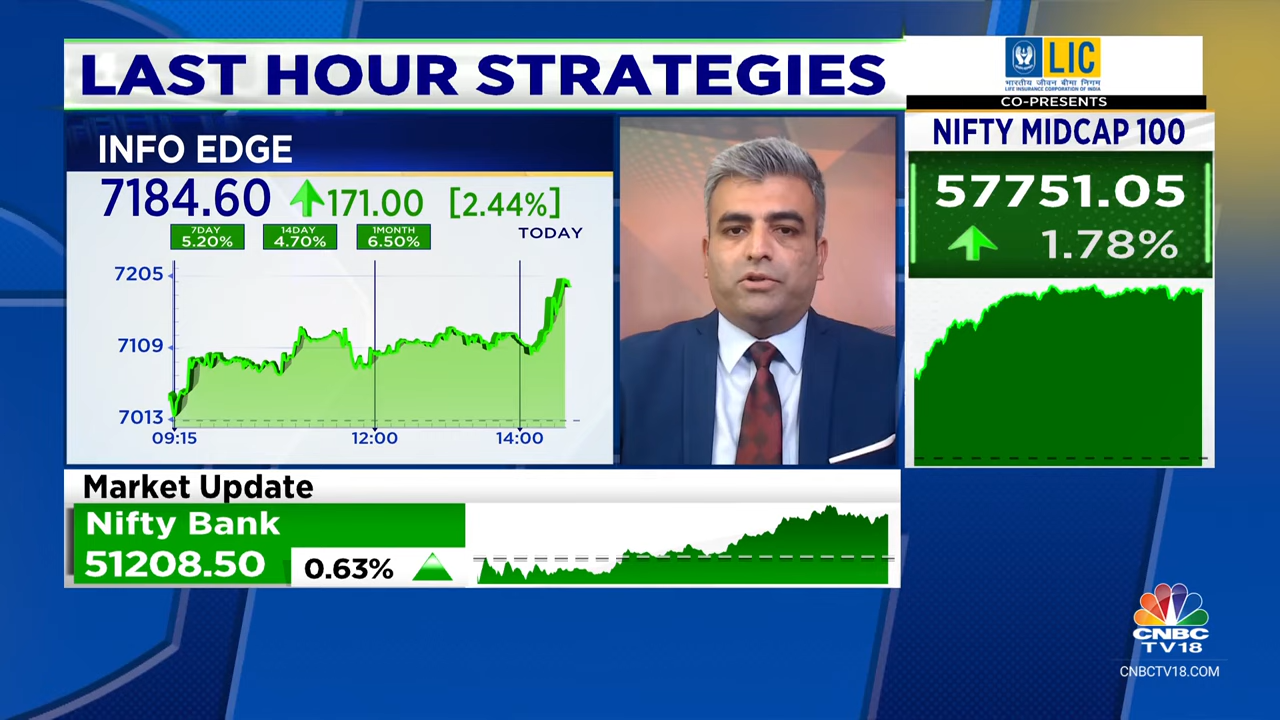 LAST HOUR STRATEGIES
LIC
भारतीय जीवन बीमा निगम
LIFE INSURANCE CORPORATION OF INDIA
CO-PRESENTS
INFO EDGE
7184.60 171.00 [2.44%]
7DAY 14DAY 1MONTH
5.20% 4.70% 6.50%
TODAY
7205
7109
7013
09:15 12:00 14:00
NIFTY MIDCAP 100
57751.05
1.78%
Market Update
Nifty Bank
51208.50 0.63%
CNBC
TV18
CNBCTV18.COM